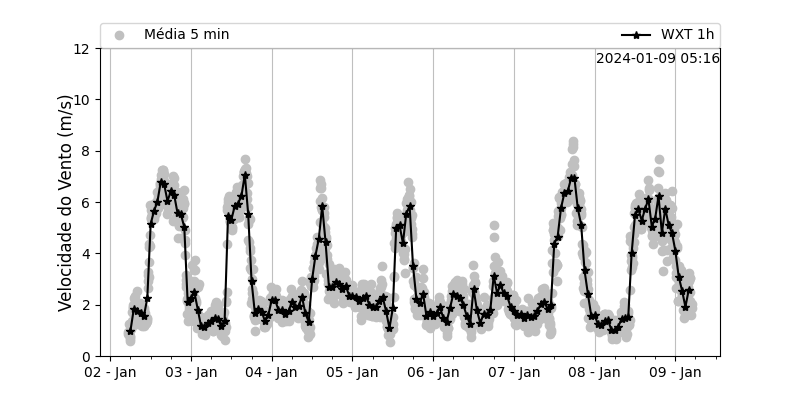 Média 5 min
WXT 1h
2024-01-09 05:16
Velocidade do Vento (m/s)
12
10
8
6
4
2
0
02 - Jan
03 - Jan
04 - Jan
05 - Jan
06 - Jan
07 - Jan
08 - Jan
09 - Jan